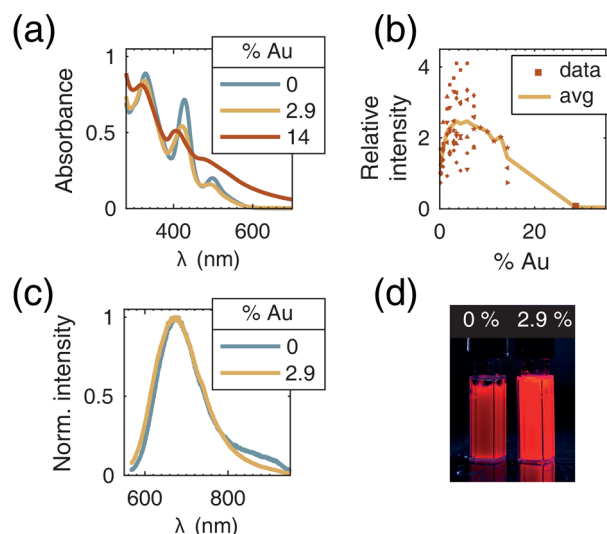 (a)
% Au
0
2.9
14
1
0.5
0
Absorbance
400
600
λ (nm)
(b)
data
avg
4
2
0
Relative
intensity
0
20
% Au
(c)
% Au
0
2.9
1
0.5
0
Norm. intensity
600
800
λ (nm)
(d)
0 % 2.9 %